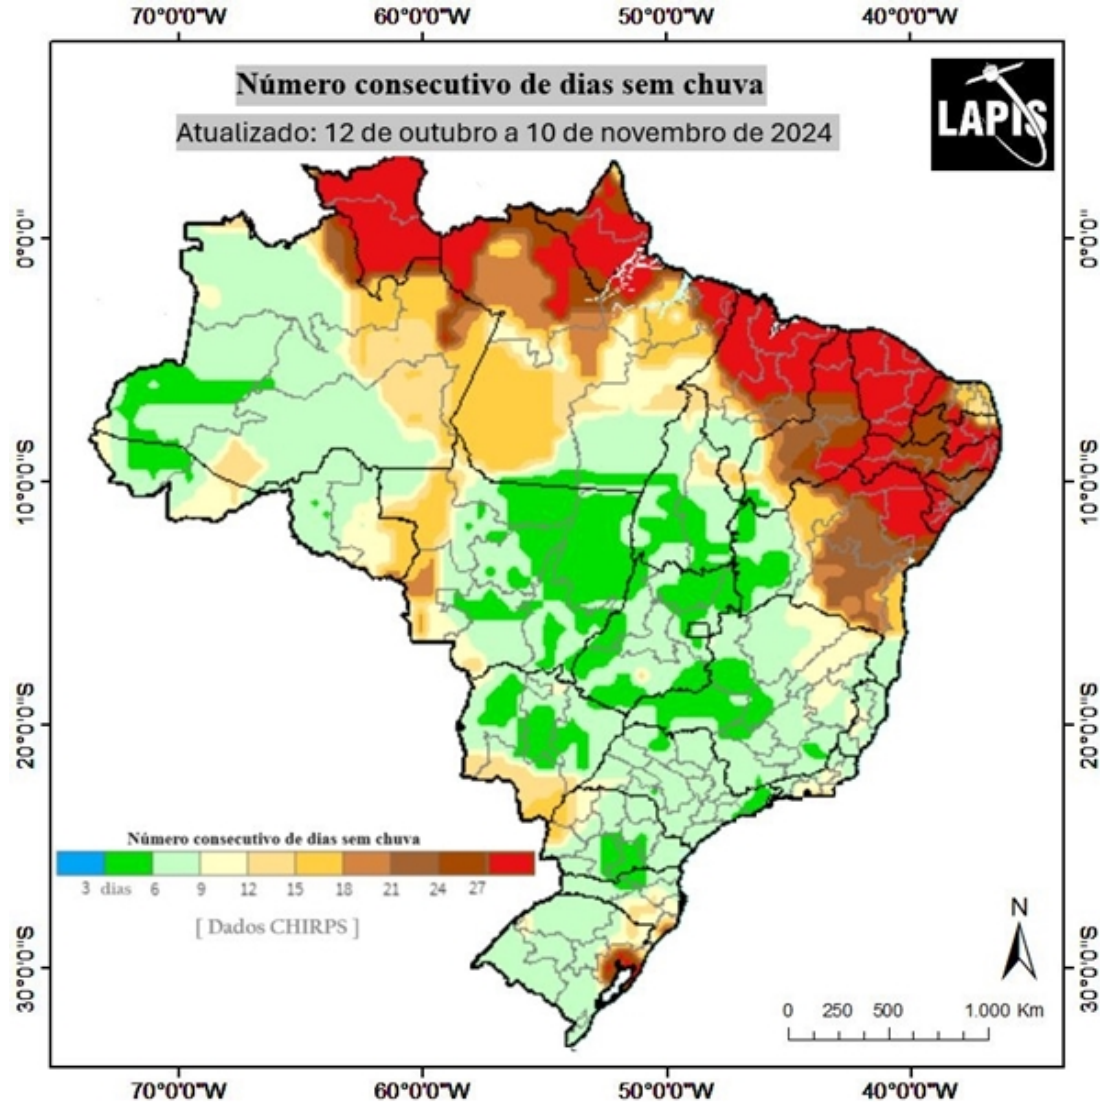 70°0'0"W 60°0'0"W 50°0'0"W 40°0'0"W
Número consecutivo de dias sem chuva
LAPIS
Atualizado: 12 de outubro a 10 de novembro de 2024
0°0'0" 0°0'0"
10°0'0"S 10°0'0"S
20°0'0"S 20°0'0"S
Número consecutivo de dias sem chuva
3 dias 6 9 12 15 18 21 24 27
[ Dados CHIRPS ]
N
30°0'0"S 30°0'0"S
0 250 500 1.000 Km
70°0'0"W 60°0'0"W 50°0'0"W 40°0'0"W